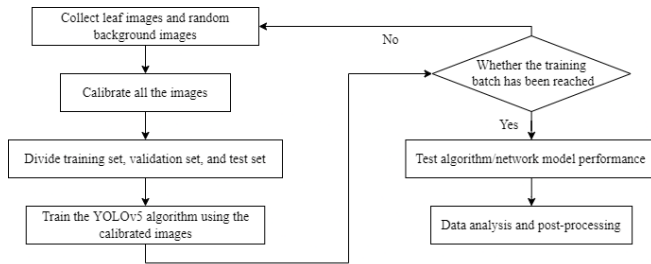 Collect leaf images and random
background images
Calibrate all the images
Divide training set, validation set, and test set
Train the YOLOv5 algorithm using the
calibrated images
No
Whether the training
batch has been reached
Yes
Test algorithm/network model performance
Data analysis and post-processing